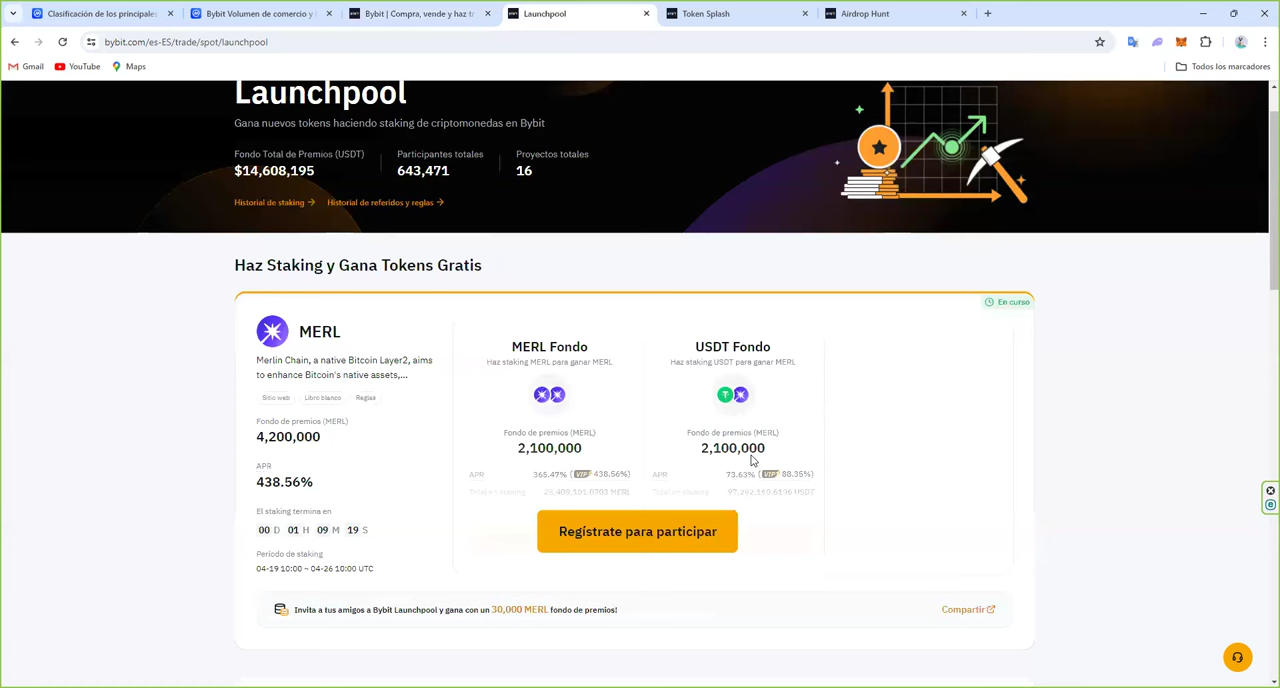 Clasificación de los principales
Bybit Volumen de comercio y
Bybit | Compra, vende y haz tr
Launchpool
Token Splash
Airdrop Hunt
bybit.com/es-ES/trade/spot/launchpool
Gmail
YouTube
Maps
Todos los marcadores
Launchpool
Gana nuevos tokens haciendo staking de criptomonedas en Bybit
Fondo Total de Premios (USDT)
Participantes totales
Proyectos totales
$14,608,195
643,471
16
Historial de staking →
Historial de referidos y reglas →
Haz Staking y Gana Tokens Gratis
En curso
MERL
Merlin Chain, a native Bitcoin Layer2, aims
to enhance Bitcoin's native assets,...
Sitio web
Libro blanco
Reglas
Fondo de premios (MERL)
4,200,000
APR
438.56%
El staking termina en
00 D 01 H 09 M 19 S
Período de staking
04-19 10:00 ~ 04-26 10:00 UTC
MERL Fondo
Haz staking MERL para ganar MERL
Fondo de premios (MERL)
2,100,000
APR
365.47% (VIP 438.56%)
Total en staking
USDT Fondo
Haz staking USDT para ganar MERL
Fondo de premios (MERL)
2,100,000
APR
73.63% (VIP 88.35%)
Total en staking
Regístrate para participar
Invita a tus amigos a Bybit Launchpool y gana con un 30,000 MERL fondo de premios!
Compartir